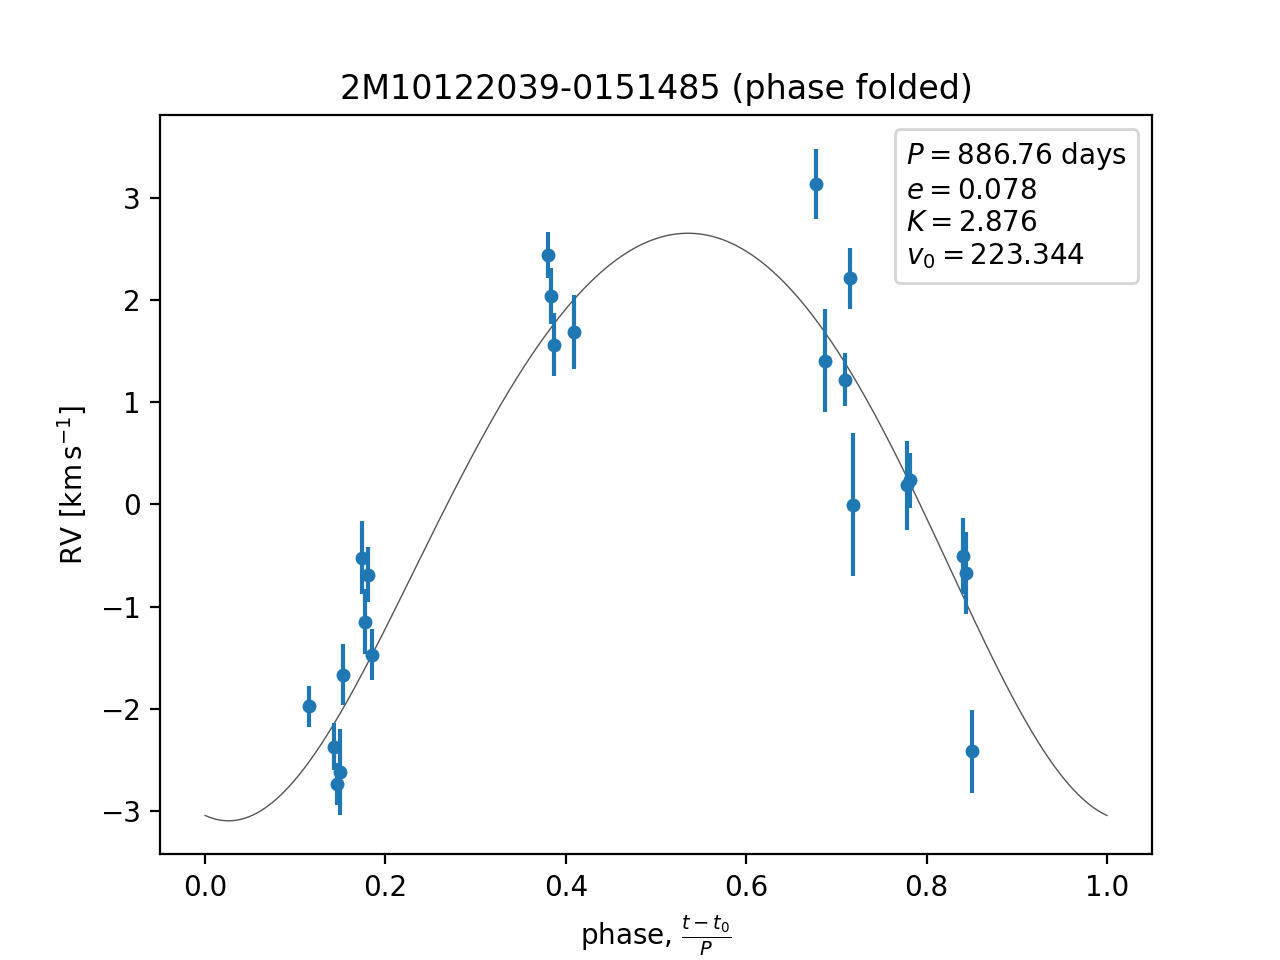 2M10122039-0151485 (phase folded)
P = 886.76 days
e = 0.078
K = 2.876
v₀ = 223.344
RV [km s⁻¹]
3
2
1
0
−1
−2
−3
0.0 0.2 0.4 0.6 0.8 1.0
phase, (t − t₀)/P